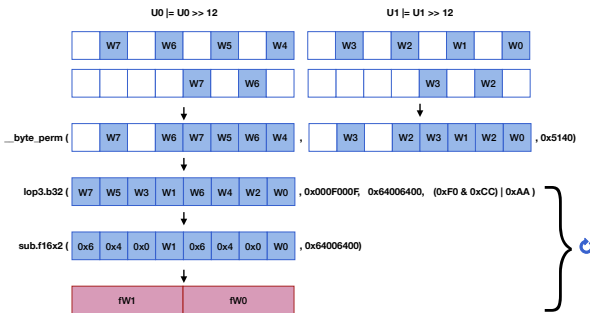 U0 |= U0 >> 12 U1 |= U1 >> 12
W7 W6 W5 W4 W3 W2 W1 W0
W7 W6 W3 W2
__byte_perm ( W7 W6 W7 W5 W6 W4 , W3 W2 W3 W1 W2 W0 , 0x5140)
lop3.b32 ( W7 W5 W3 W1 W6 W4 W2 W0 , 0x000F000F, 0x64006400, (0xF0 & 0xCC) | 0xAA )
sub.f16x2 ( 0x6 0x4 0x0 W1 0x6 0x4 0x0 W0 , 0x64006400)
fW1 fW0